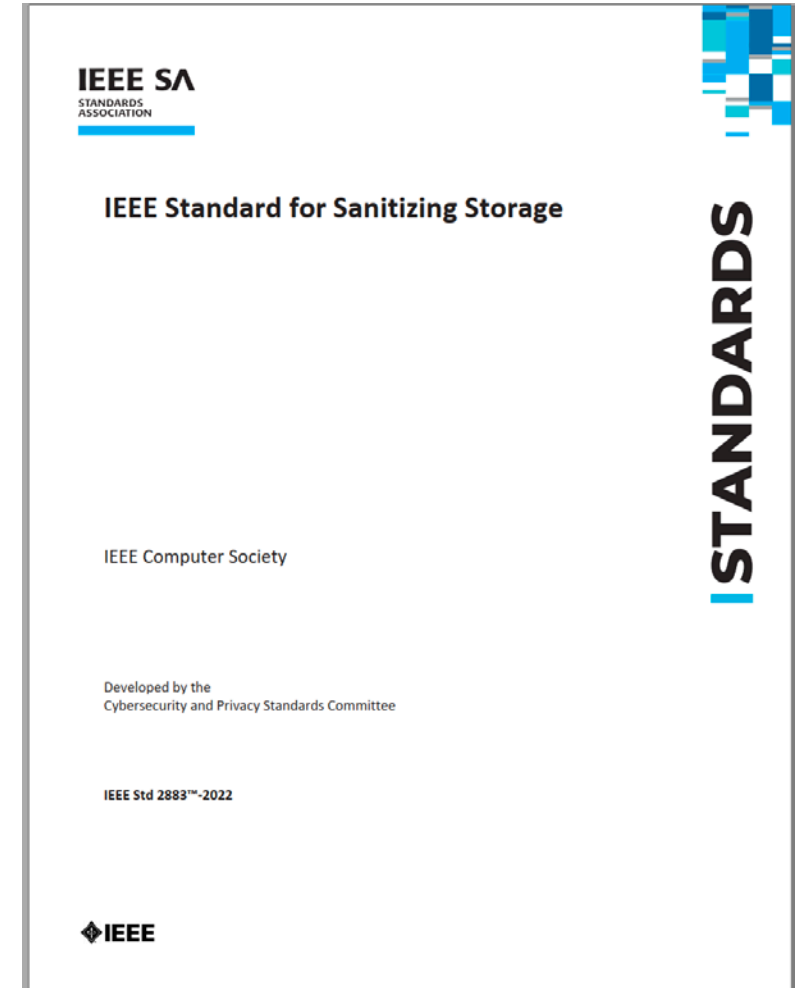 IEEE SA
STANDARDS
ASSOCIATION
IEEE Standard for Sanitizing Storage
STANDARDS
IEEE Computer Society
Developed by the
Cybersecurity and Privacy Standards Committee
IEEE Std 2883™-2022
IEEE